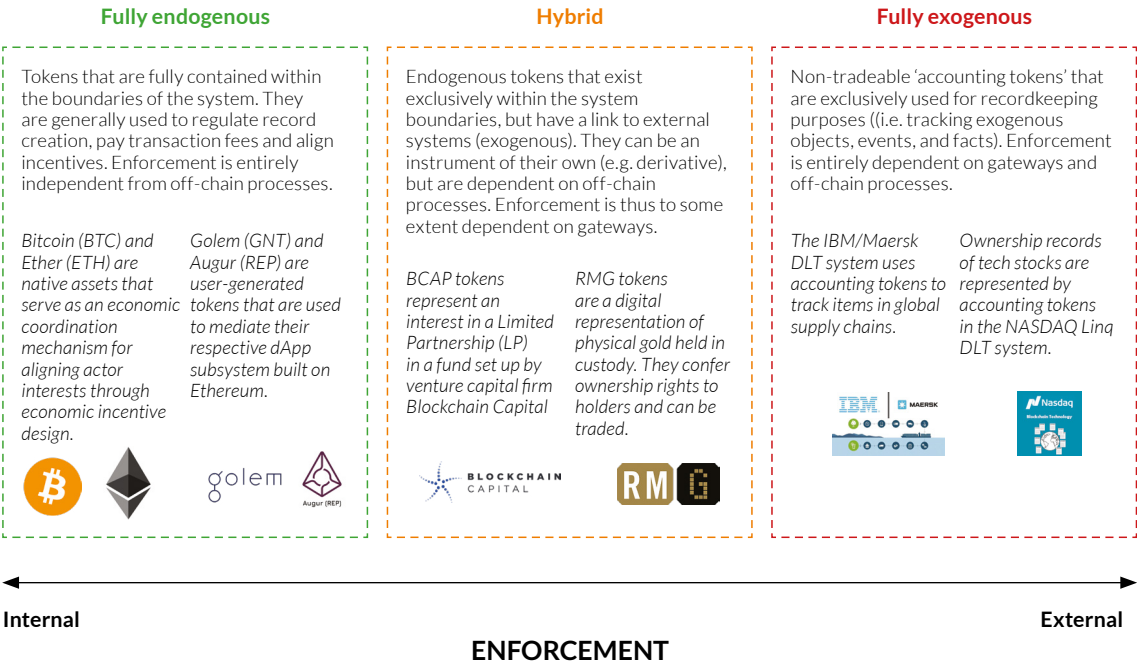 Fully endogenous
Tokens that are fully contained within
the boundaries of the system. They
are generally used to regulate record
creation, pay transaction fees and align
incentives. Enforcement is entirely
independent from off-chain processes.
Bitcoin (BTC) and
Ether (ETH) are
native assets that
serve as an economic
coordination
mechanism for
aligning actor
interests through
economic incentive
design.
Golem (GNT) and
Augur (REP) are
user-generated
tokens that are used
to mediate their
respective dApp
subsystem built on
Ethereum.
golem
Augur (REP)
Hybrid
Endogenous tokens that exist
exclusively within the system
boundaries, but have a link to external
systems (exogenous). They can be an
instrument of their own (e.g. derivative),
but are dependent on off-chain
processes. Enforcement is thus to some
extent dependent on gateways.
BCAP tokens
represent an
interest in a Limited
Partnership (LP)
in a fund set up by
venture capital firm
Blockchain Capital
RMG tokens
are a digital
representation of
physical gold held in
custody. They confer
ownership rights to
holders and can be
traded.
BLOCKCHAIN
CAPITAL
RM G
Fully exogenous
Non-tradeable ‘accounting tokens’ that
are exclusively used for recordkeeping
purposes ((i.e. tracking exogenous
objects, events, and facts). Enforcement
is entirely dependent on gateways and
off-chain processes.
The IBM/Maersk
DLT system uses
accounting tokens to
track items in global
supply chains.
Ownership records
of tech stocks are
represented by
accounting tokens
in the NASDAQ Linq
DLT system.
IBM
MAERSK
Nasdaq
Blockchain Technology
Internal
External
ENFORCEMENT